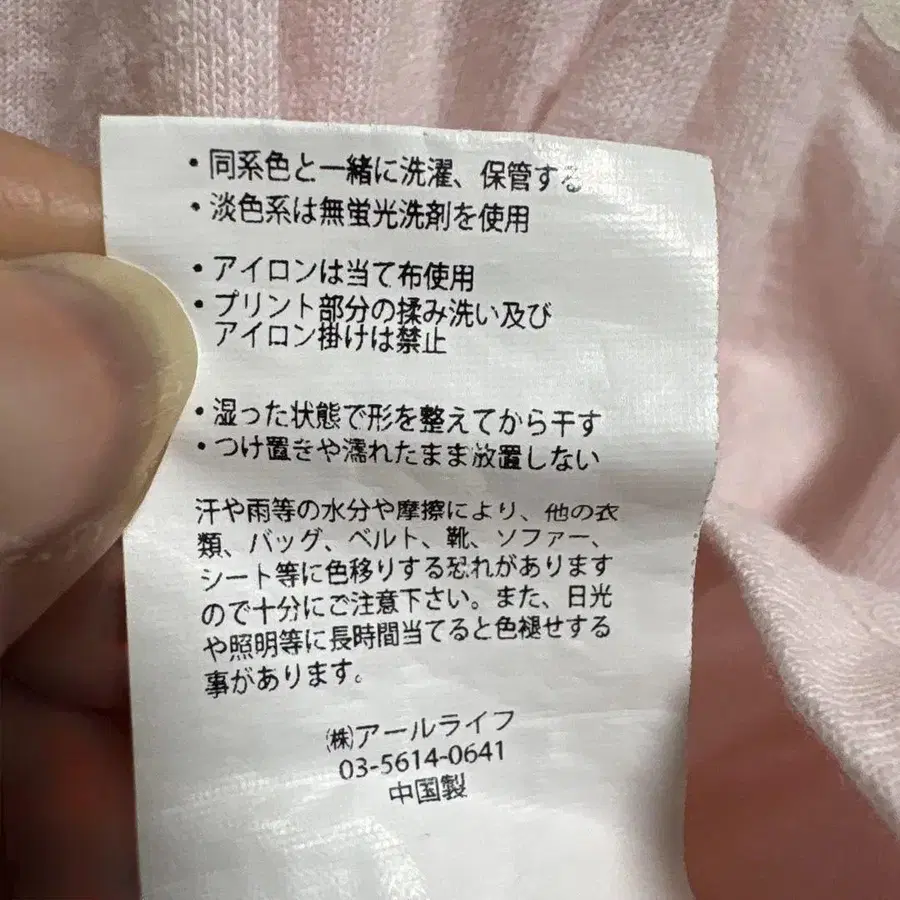 ・同系色と一緒に洗濯、保管する
・淡色系は無蛍光洗剤を使用
・アイロンは当て布使用
・プリント部分の揉み洗い及び
アイロン掛けは禁止
・湿った状態で形を整えてから干す
・つけ置きや濡れたまま放置しない
汗や雨等の水分や摩擦により、他の衣
類、バッグ、ベルト、靴、ソファー、
シート等に色移りする恐れがあります
ので十分にご注意下さい。また、日光
や照明等に長時間当てると色褪せする
事があります。
㈱アールライフ
03-5614-0641
中国製